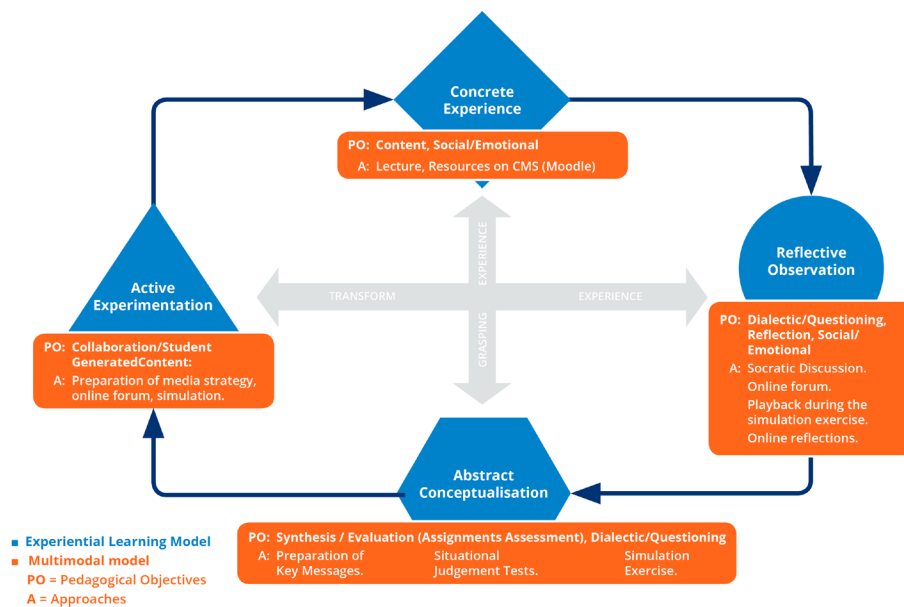 Concrete
Experience
PO: Content, Social/Emotional
A: Lecture, Resources on CMS (Moodle)
Reflective
Observation
PO: Dialectic/Questioning,
Reflection, Social/
Emotional
A: Socratic Discussion.
Online forum.
Playback during the
simulation exercise.
Online reflections.
Active
Experimentation
PO: Collaboration/Student
GeneratedContent:
A: Preparation of media strategy,
online forum, simulation.
TRANSFORM EXPERIENCE
GRASPING EXPERIENCE
Abstract
Conceptualisation
PO: Synthesis / Evaluation (Assignments Assessment), Dialectic/Questioning
A: Preparation of Situational Simulation
Key Messages. Judgement Tests. Exercise.
Experiential Learning Model
Multimodal model
PO = Pedagogical Objectives
A = Approaches